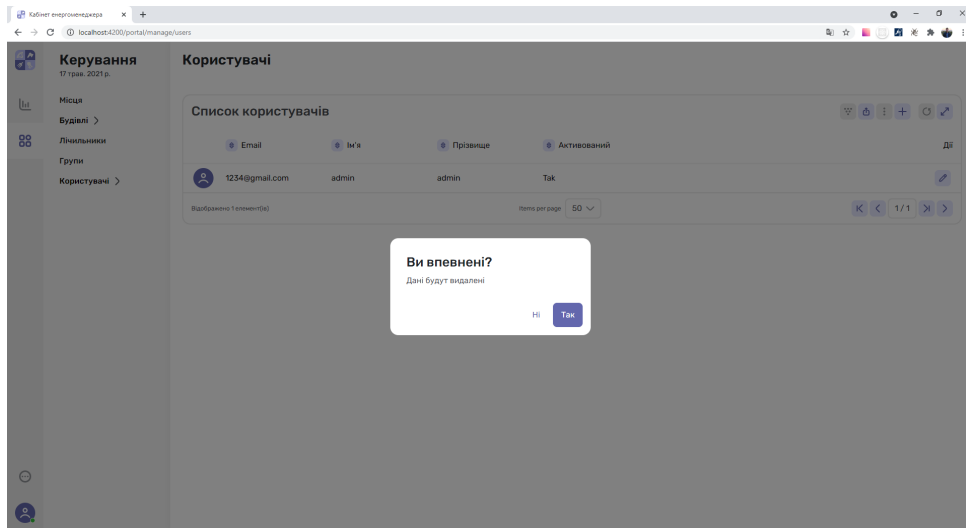 Кабінет енергоменеджера
localhost:4200/portal/manage/users
Керування
17 трав. 2021 р.
Місця
Будівлі
Лічильники
Групи
Користувачі
Користувачі
Список користувачів
Email Ім'я Прізвище Активований Дії
1234@gmail.com admin admin Так
Відображено 1 елемент(ів) Items per page 50 1 / 1
Ви впевнені?
Дані будут видалені
Ні Так